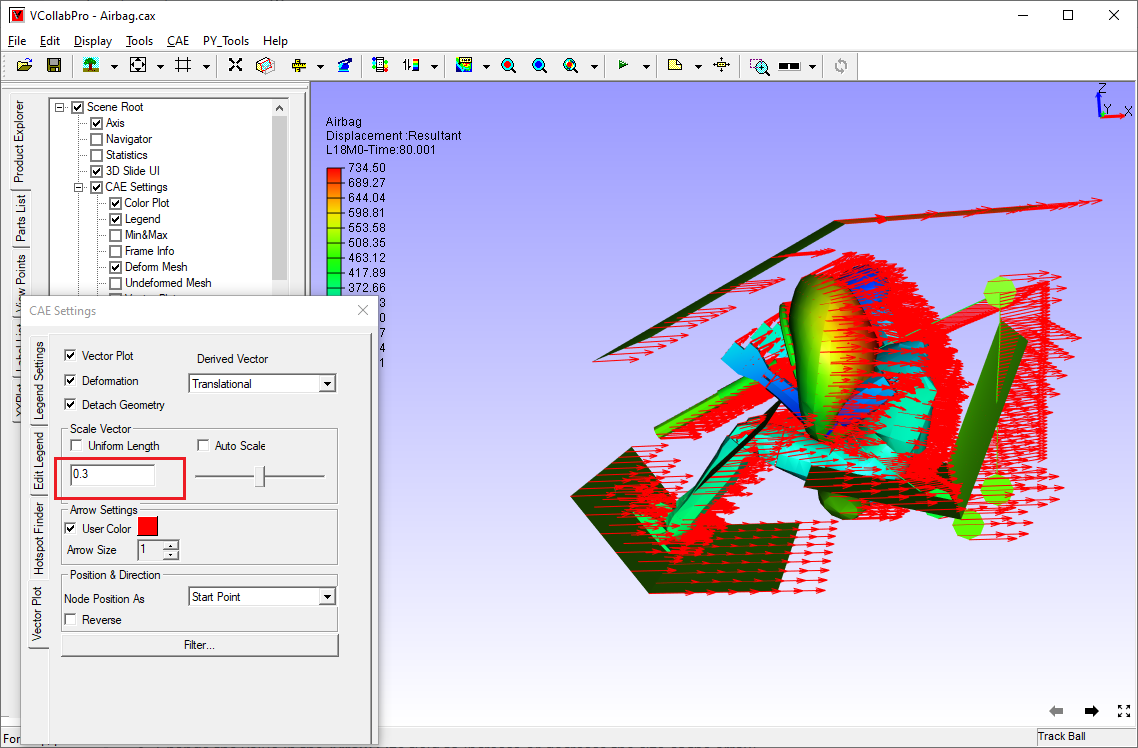 VCollabPro - Airbag.cax
File Edit Display Tools CAE PY_Tools Help
Product Explorer
Parts List
Scene Root
Axis
Navigator
Statistics
3D Slide UI
CAE Settings
Color Plot
Legend
Min&Max
Frame Info
Deform Mesh
Undeformed Mesh
Airbag
Displacement :Resultant
L18M0-Time:80.001
734.50
689.27
644.04
598.81
553.58
508.35
463.12
417.89
372.66
3
0
7
4
1
Z
Y
X
CAE Settings
Legend Settings
Edit Legend
Hotspot Finder
Vector Plot
Vector Plot
Derived Vector
Deformation
Translational
Detach Geometry
Scale Vector
Uniform Length
Auto Scale
0.3
Arrow Settings
User Color
Arrow Size
1
Position & Direction
Node Position As
Start Point
Reverse
Filter...
For
Track Ball